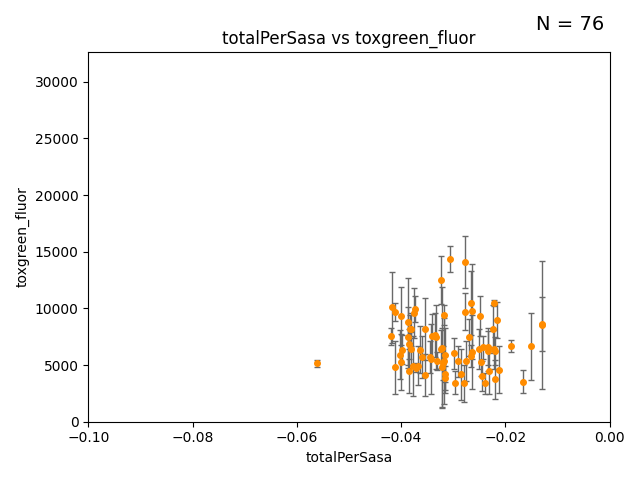 N = 76
totalPerSasa vs toxgreen_fluor
toxgreen_fluor
30000
25000
20000
15000
10000
5000
0
−0.10 −0.08 −0.06 −0.04 −0.02 0.00
totalPerSasa